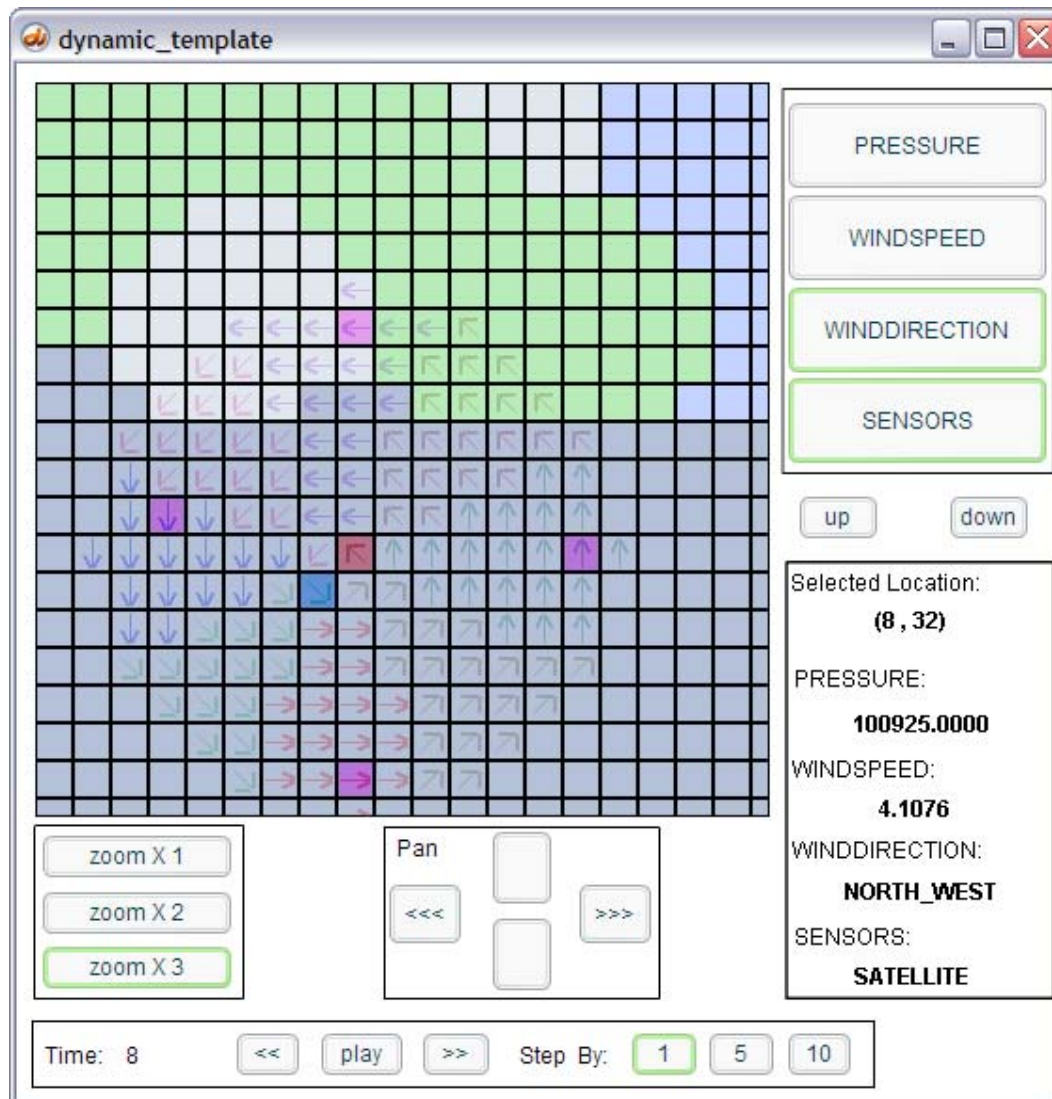 dynamic_template
PRESSURE
WINDSPEED
WINDDIRECTION
SENSORS
up
down
Selected Location:
(8 , 32)
PRESSURE:
100925.0000
WINDSPEED:
4.1076
WINDDIRECTION:
NORTH_WEST
SENSORS:
SATELLITE
zoom X 1
zoom X 2
zoom X 3
Pan
<<<
>>>
Time: 8
<<
play
>>
Step By:
1
5
10